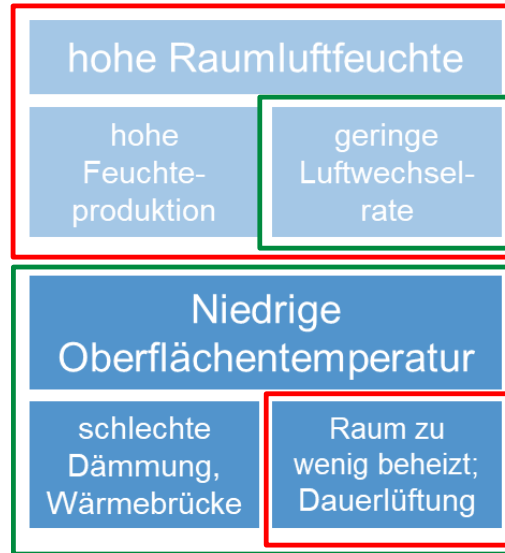 hohe Raumluftfeuchte
hohe
Feuchte-
produktion
geringe
Luftwechsel-
rate
Niedrige
Oberflächentemperatur
schlechte
Dämmung,
Wärmebrücke
Raum zu
wenig beheizt;
Dauerlüftung